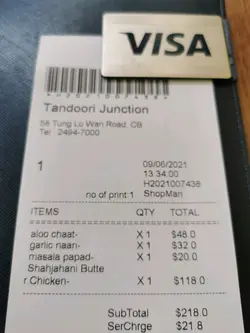 VISA
H2021007438
Tandoori Junction
58 Tung Lo Wan Road, CB
Tel 2494-7000
1
09/06/2021
13:34:00
H2021007438
no of print:1 ShopMan
ITEMS QTY TOTAL
aloo chaat- X 1 $48.0
garlic naan- X 1 $32.0
masala papad- X 1 $20.0
Shahjahani Butte
r Chicken- X 1 $118.0
SubTotal $218.0
SerChrge $21.8